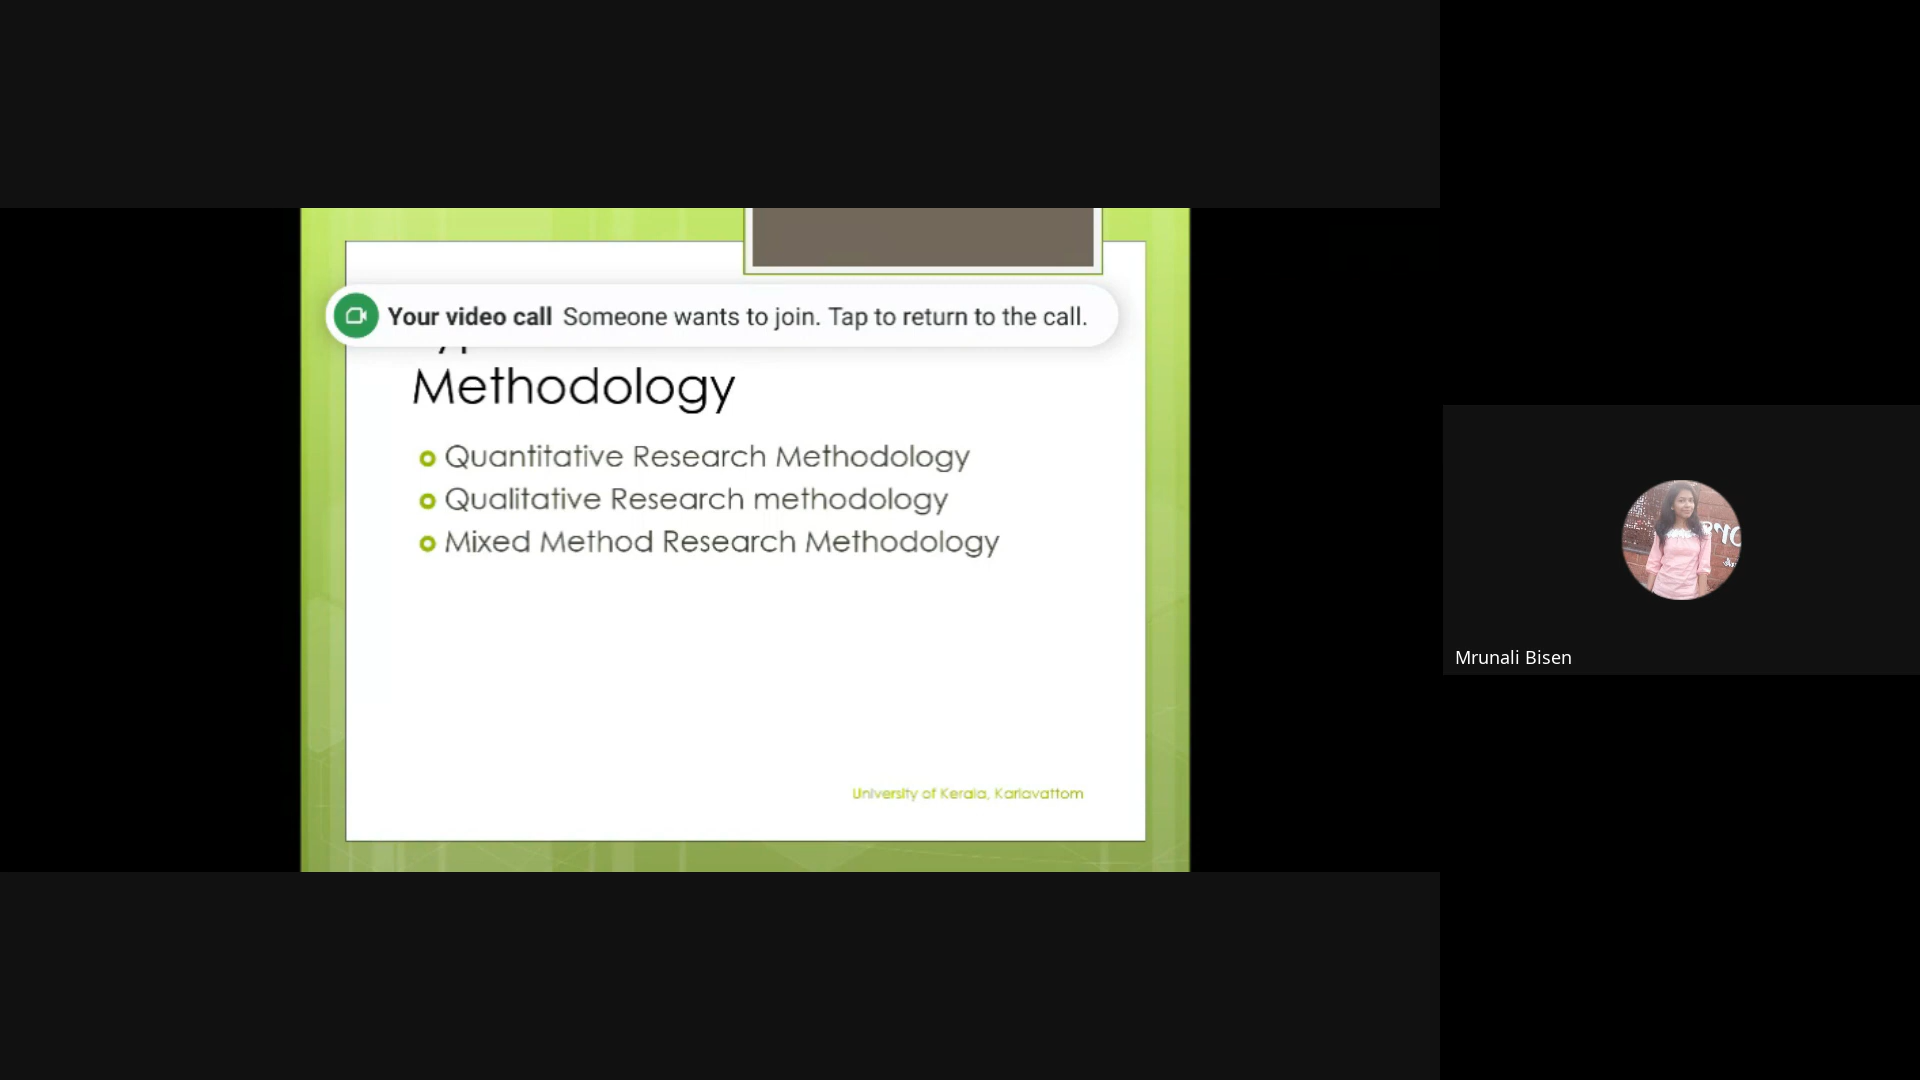 Your video call Someone wants to join. Tap to return to the call.
Methodology
Quantitative Research Methodology
Qualitative Research methodology
Mixed Method Research Methodology
University of Kerala, Kariavattom
Mrunali Bisen